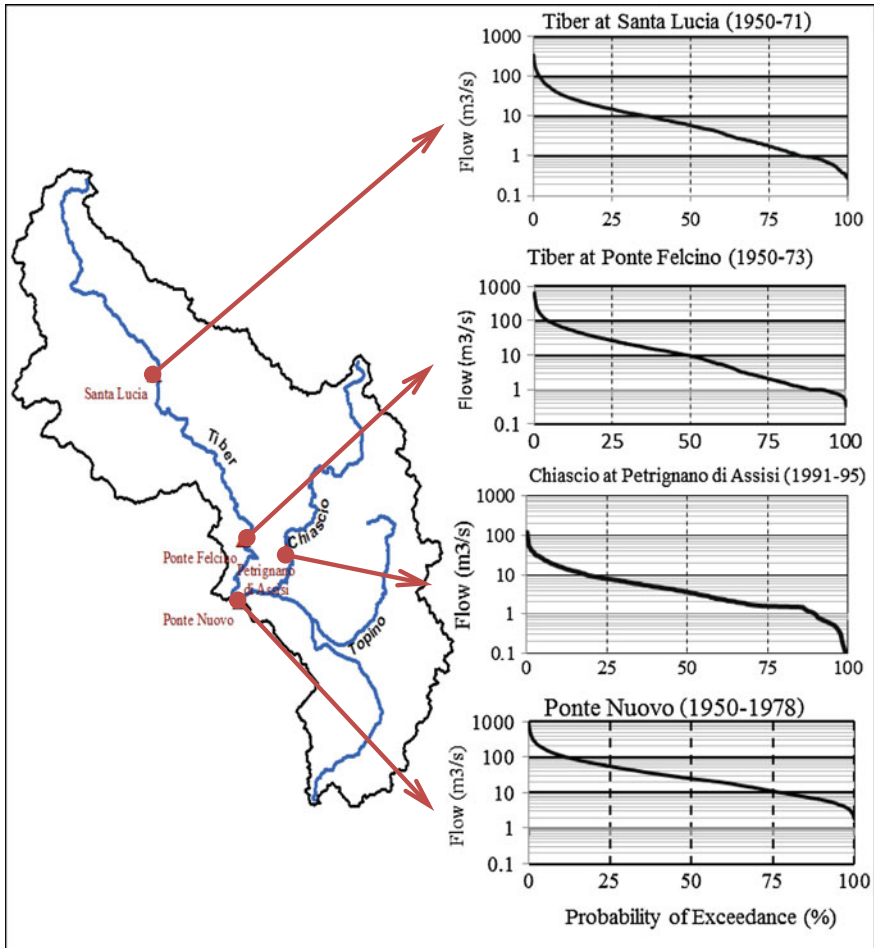 Tiber at Santa Lucia (1950-71)
Flow (m3/s)
1000
100
10
1
0.1
0 25 50 75 100
Tiber at Ponte Felcino (1950-73)
Flow (m3/s)
1000
100
10
1
0.1
0 25 50 75 100
Chiascio at Petrignano di Assisi (1991-95)
Flow (m3/s)
1000
100
10
1
0.1
0 25 50 75 100
Ponte Nuovo (1950-1978)
Flow (m3/s)
1000
100
10
1
0.1
0 25 50 75 100
Probability of Exceedance (%)
Santa Lucia
Tiber
Chiascio
Ponte Felcino
Petrignano
di Assisi
Ponte Nuovo
Topino